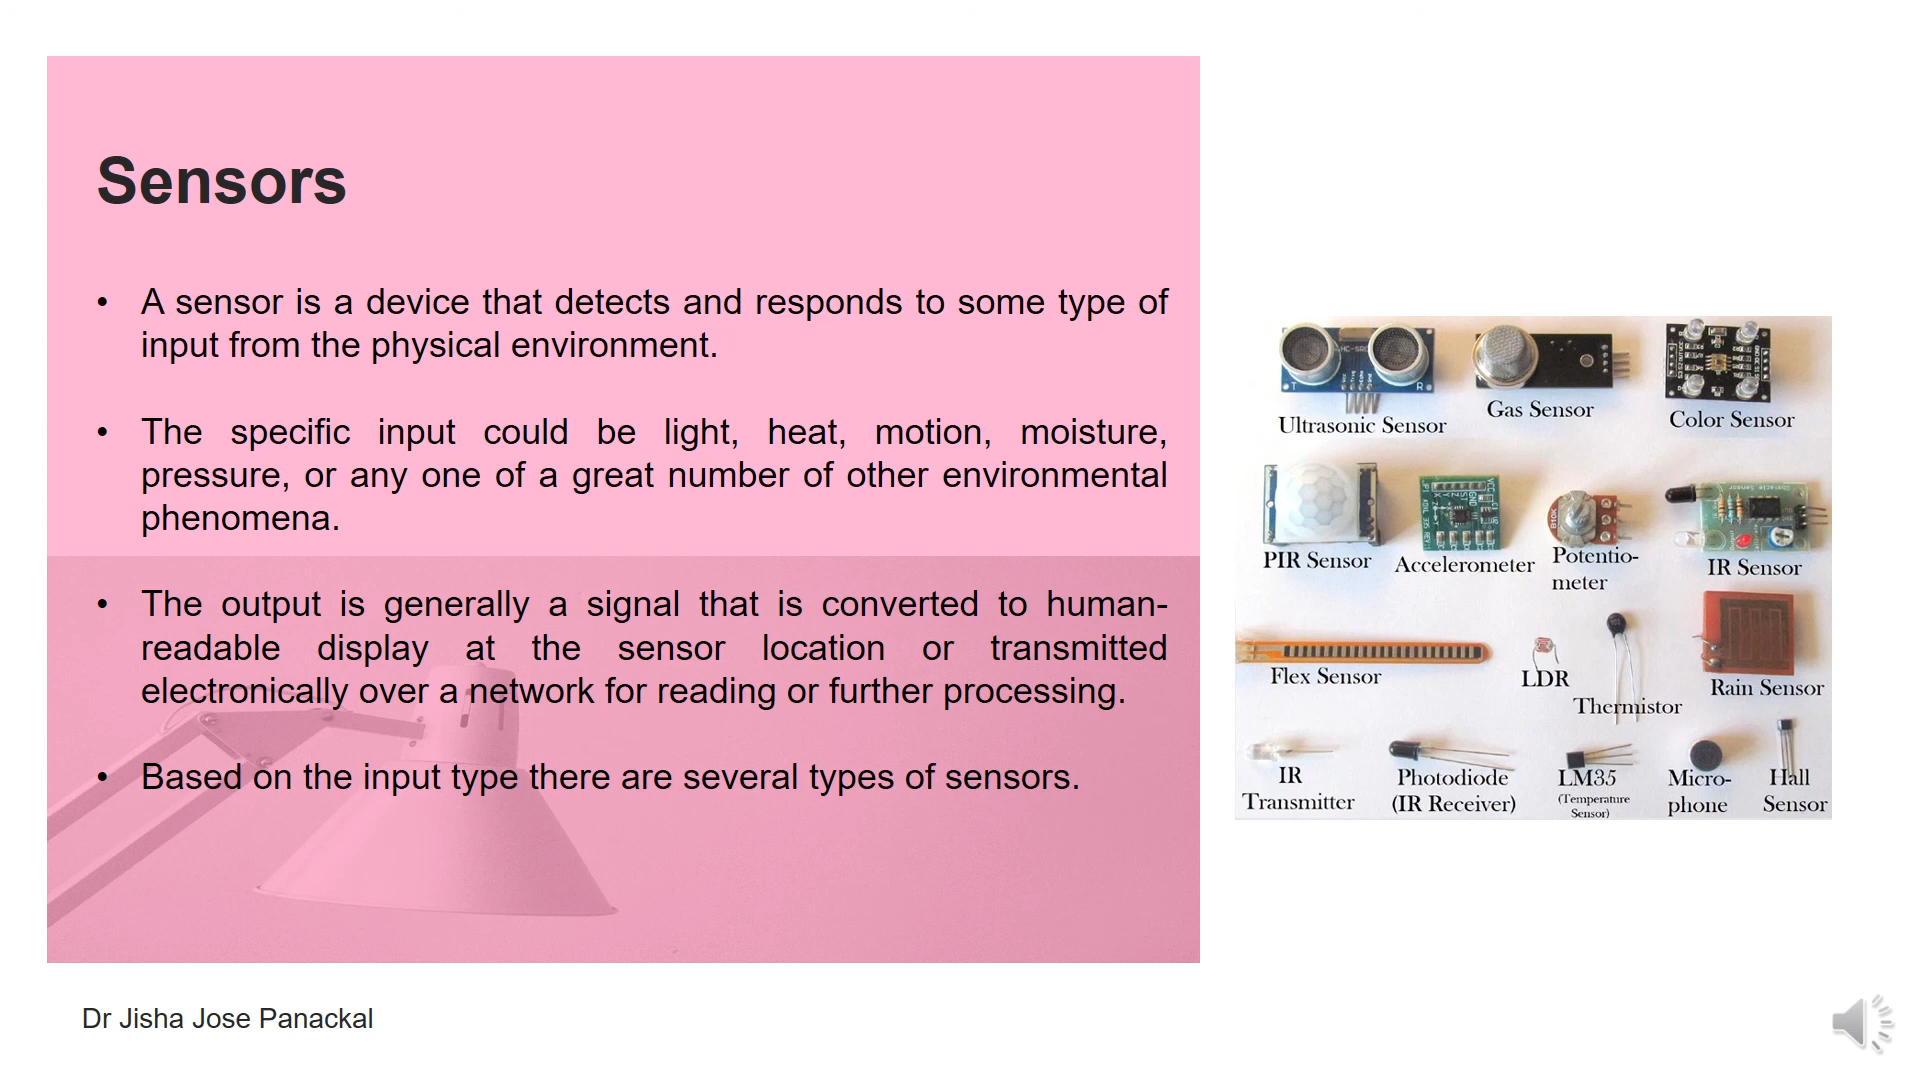 Sensors
• A sensor is a device that detects and responds to some type of
input from the physical environment.
• The specific input could be light, heat, motion, moisture,
pressure, or any one of a great number of other environmental
phenomena.
• The output is generally a signal that is converted to human-
readable display at the sensor location or transmitted
electronically over a network for reading or further processing.
• Based on the input type there are several types of sensors.
Ultrasonic Sensor
Gas Sensor
Color Sensor
PIR Sensor
Accelerometer
Potentio-
meter
IR Sensor
Flex Sensor
LDR
Thermistor
Rain Sensor
IR
Transmitter
Photodiode
(IR Receiver)
LM35
(Temperature
Sensor)
Micro-
phone
Hall
Sensor
Dr Jisha Jose Panackal